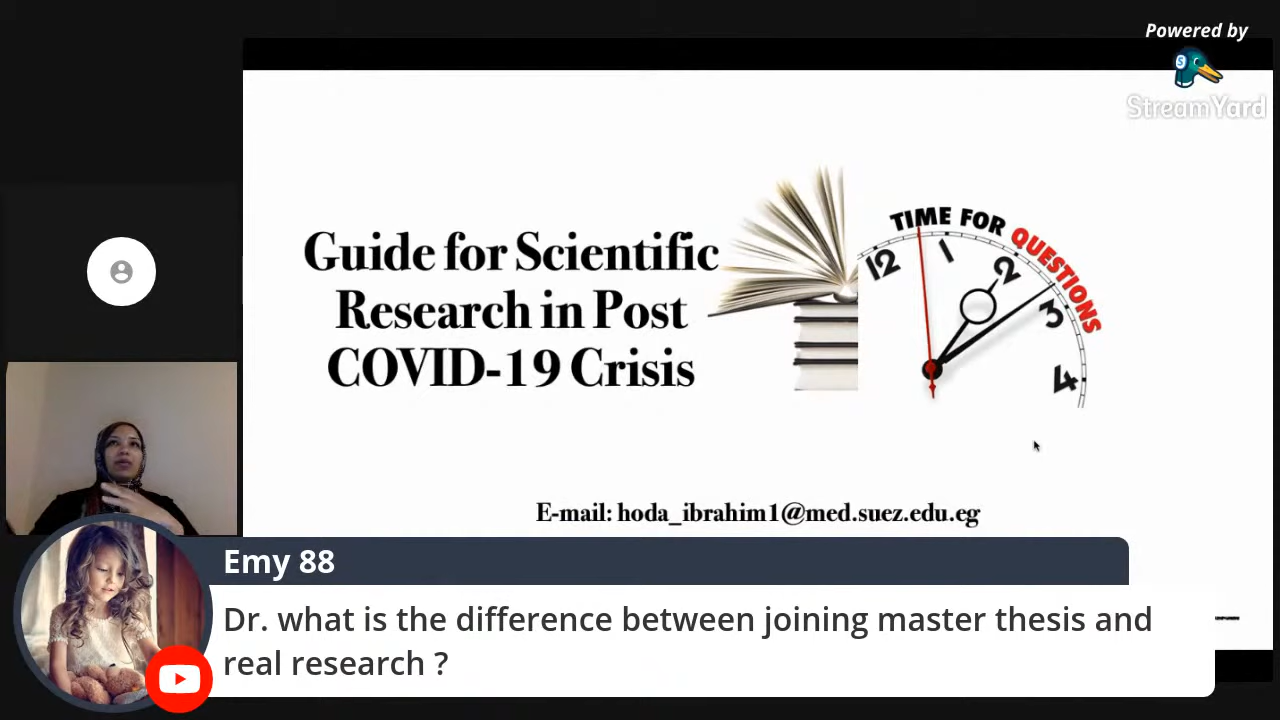 Powered by
StreamYard
Guide for Scientific
Research in Post
COVID-19 Crisis
TIME FOR QUESTIONS
12 1 2 3 4
E-mail: hoda_ibrahim1@med.suez.edu.eg
Emy 88
Dr. what is the difference between joining master thesis and
real research ?